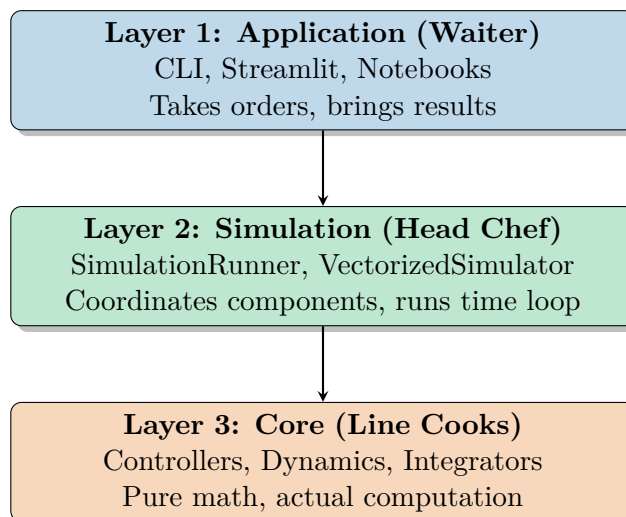 Layer 1: Application (Waiter)
CLI, Streamlit, Notebooks
Takes orders, brings results
Layer 2: Simulation (Head Chef)
SimulationRunner, VectorizedSimulator
Coordinates components, runs time loop
Layer 3: Core (Line Cooks)
Controllers, Dynamics, Integrators
Pure math, actual computation